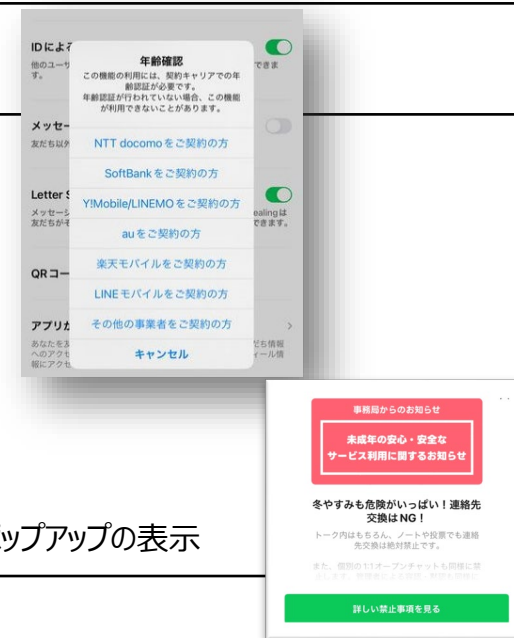 IDによる
他のユーザ
できま
す。
年齢確認
この機能の利用には、契約キャリアでの年
齢認証が必要です。
年齢認証が行われていない場合、この機能
が利用できないことがあります。
メッセー
友だち以外
NTT docomoをご契約の方
SoftBankをご契約の方
Letter S
メッセージ
ealingは
友だちがそ
できます。
Y!Mobile/LINEMOをご契約の方
auをご契約の方
QRコー
楽天モバイルをご契約の方
LINEモバイルをご契約の方
アプリか
その他の事業者をご契約の方
あなたを友
だち情報
へのアクセ
ィール情
報にアクセ
キャンセル
事務局からのお知らせ
未成年の安心・安全な
サービス利用に関するお知らせ
冬やすみも危険がいっぱい！連絡先
交換はNG！
トーク内はもちろん、ノートや投票でも連絡
先交換は絶対禁止です。
また、個別の1:1オープンチャットも同様に禁
詳しい禁止事項を見る
ップアップの表示